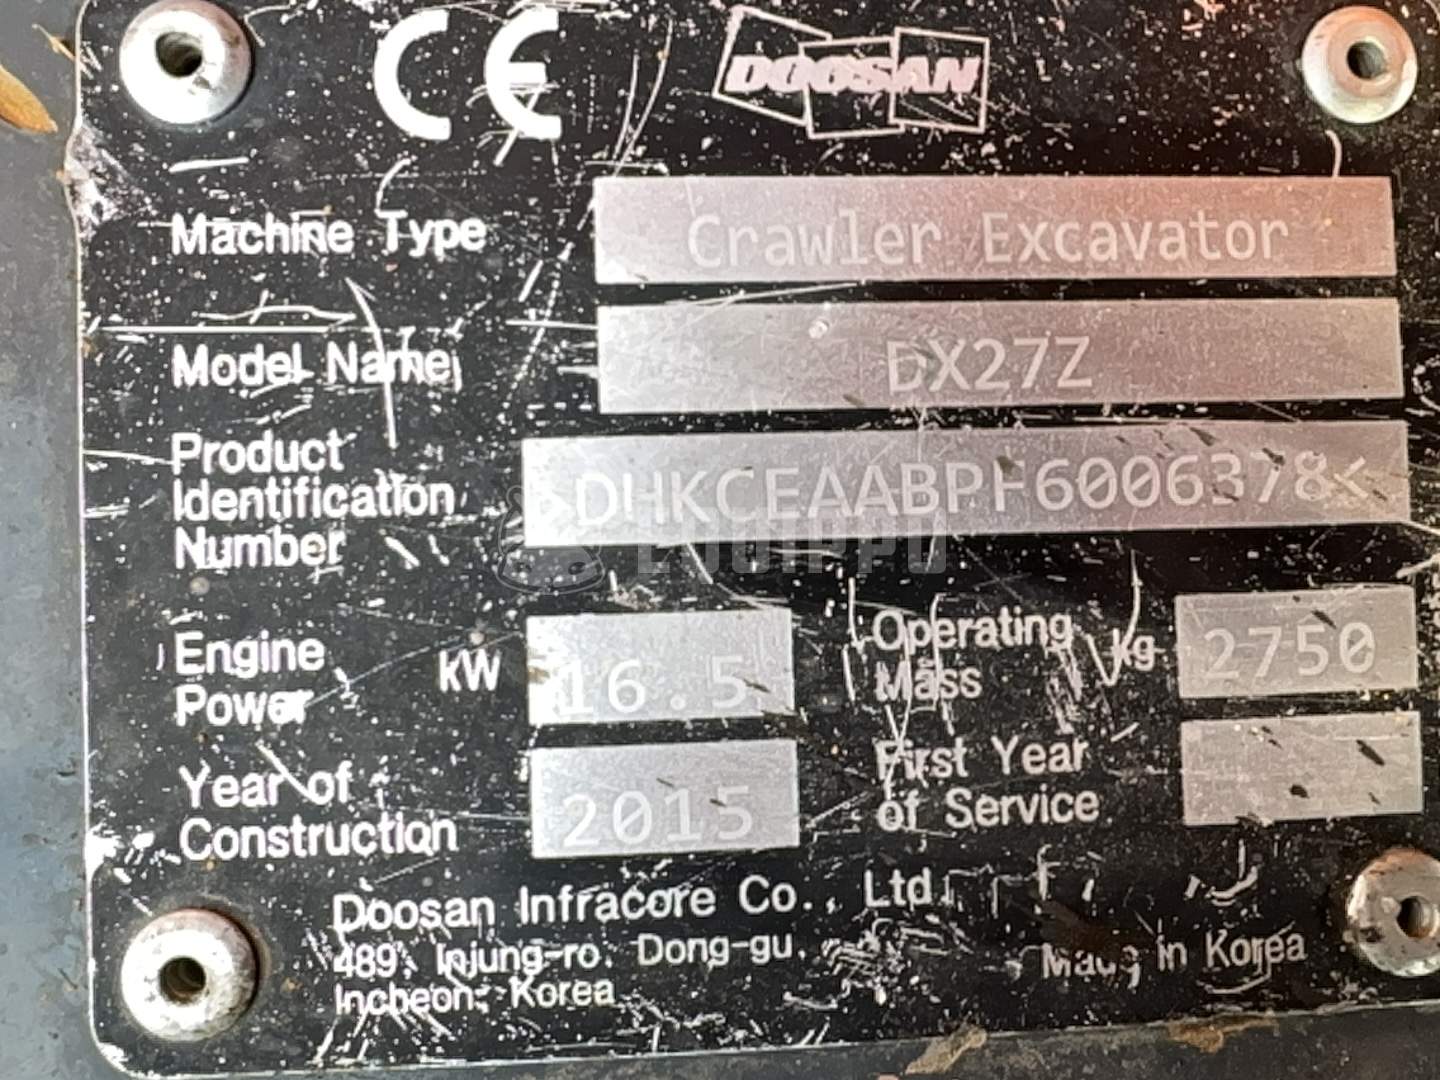 CE DOOSAN
Machine Type Crawler Excavator
Model Name DX27Z
Product
Identification
Number
>DHKCEAABPF6006378<
EQUIPPO
Engine
Power
kW 16.5
Operating
Mass
kg 2750
Year of
Construction
2015
First Year
of Service
Doosan Infracore Co., Ltd
489, Injung-ro, Dong-gu,
Incheon, Korea
Made in Korea